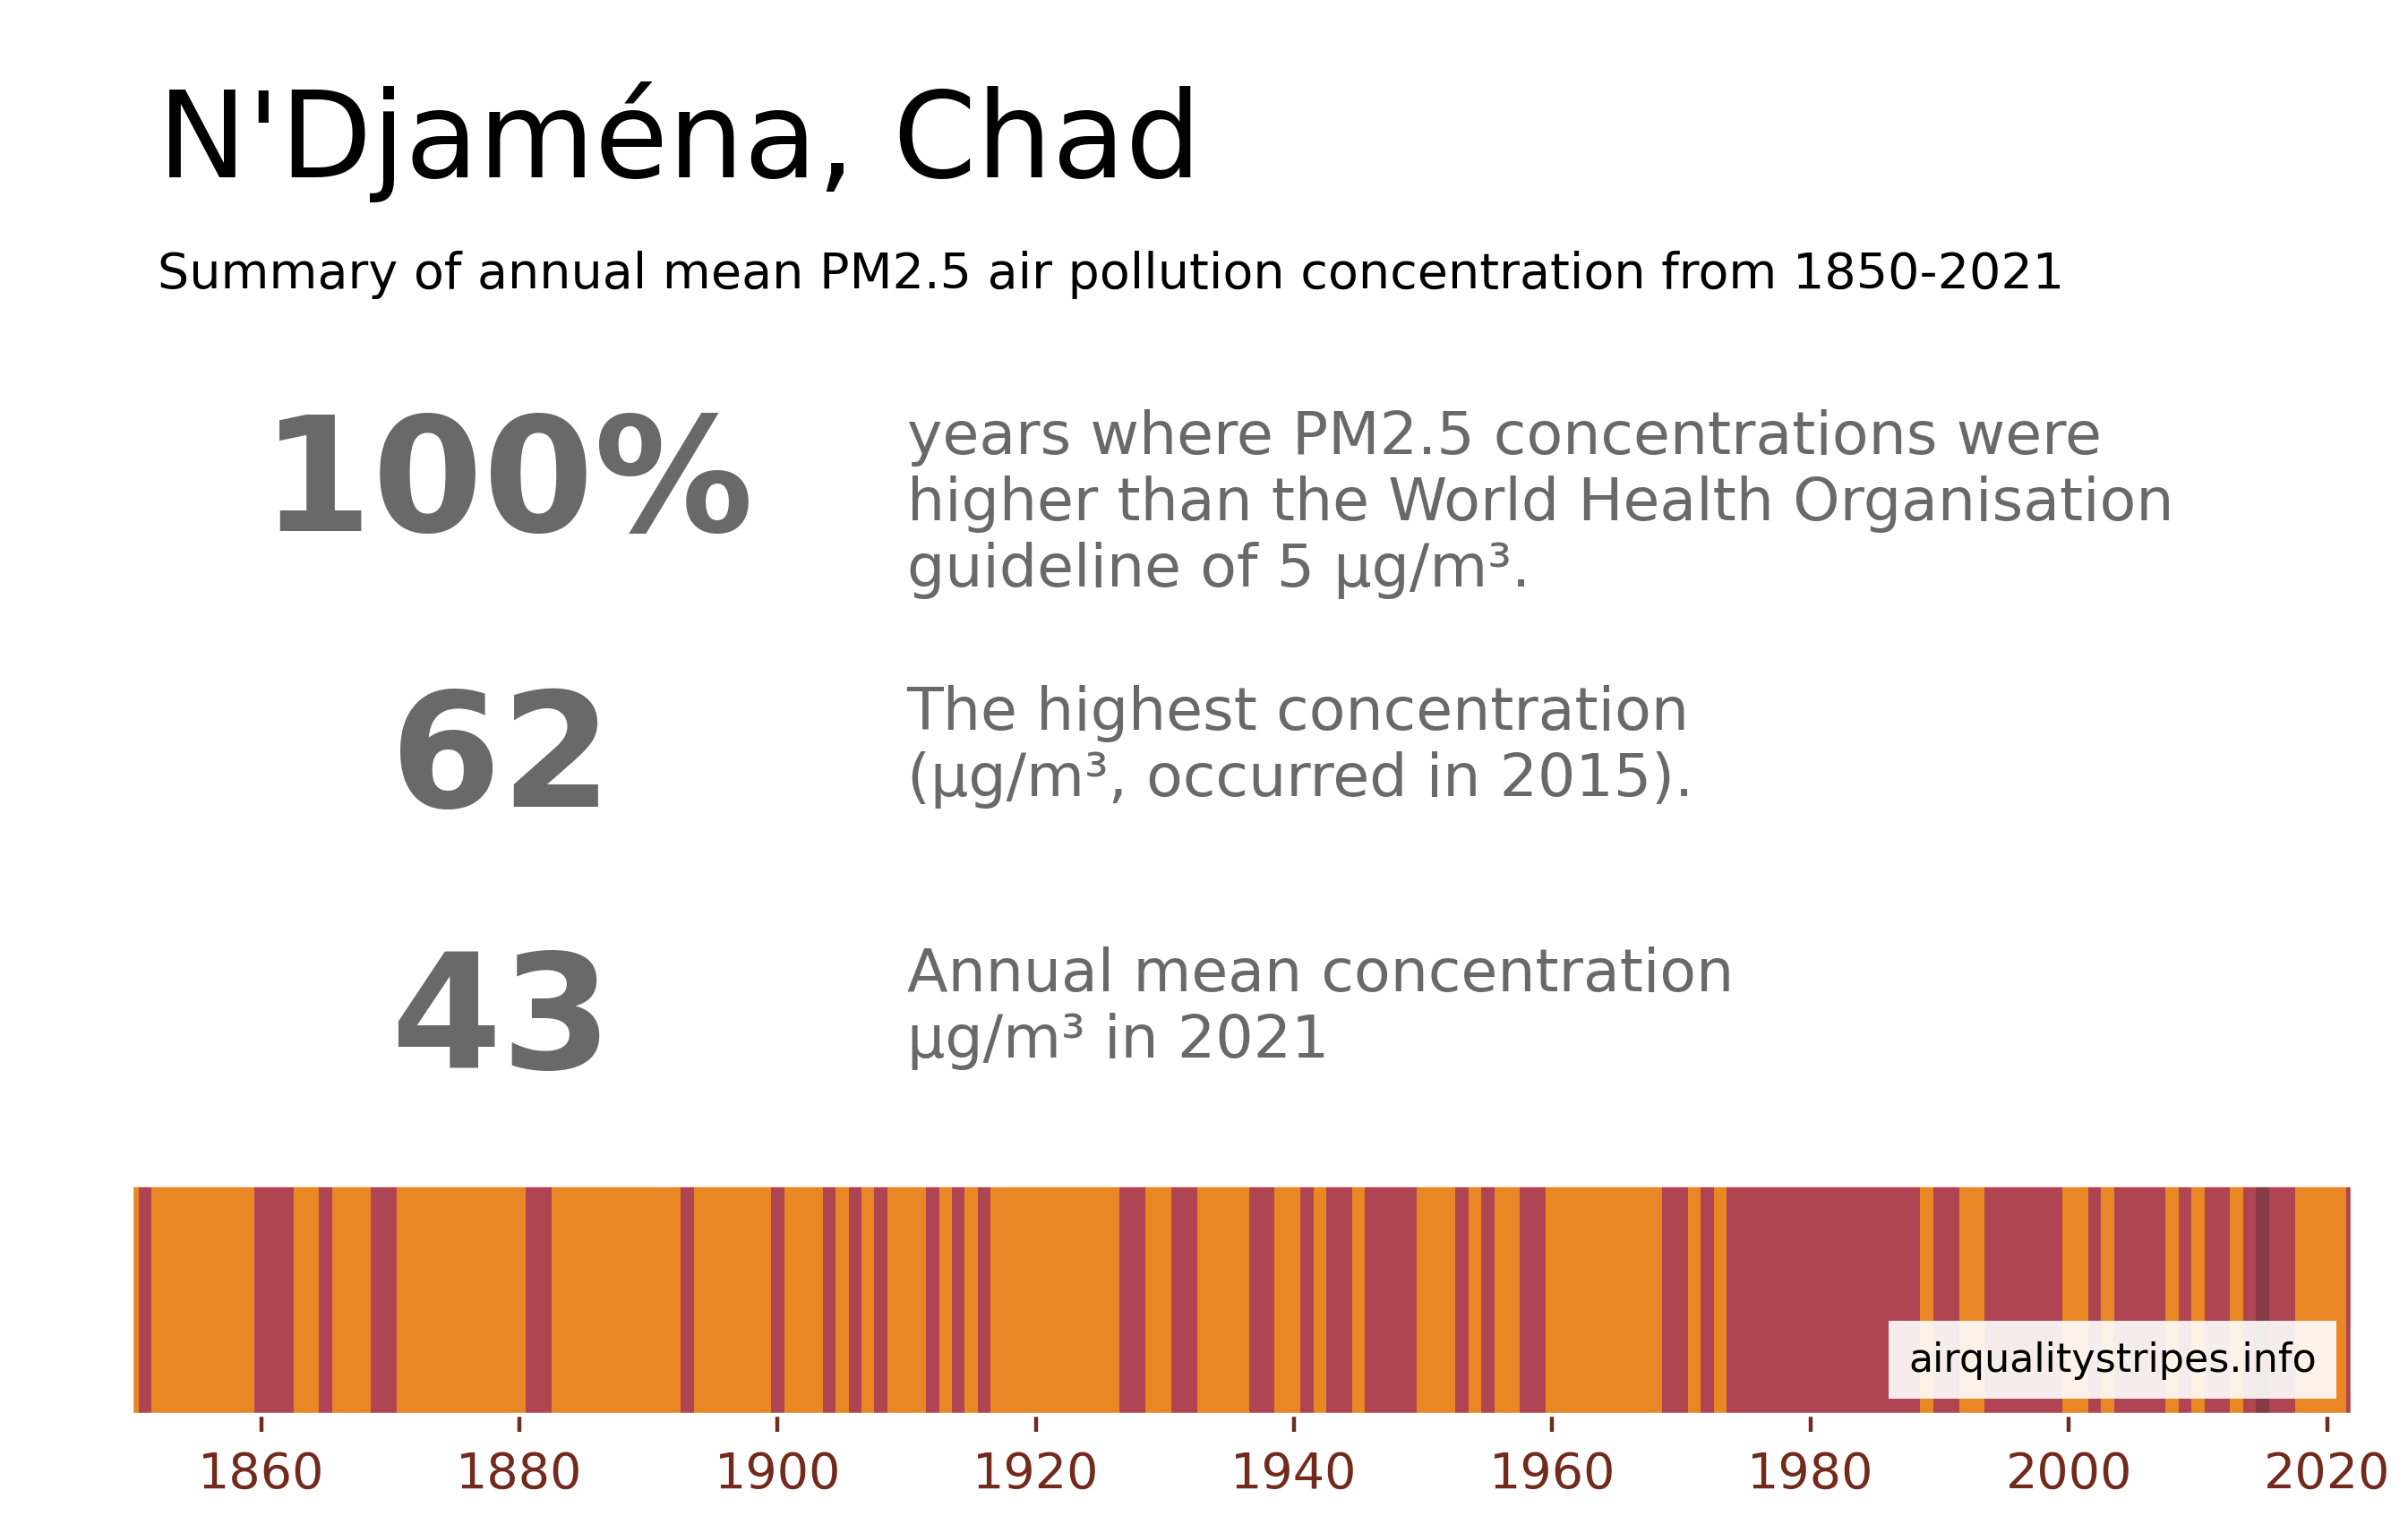 N'Djaména, Chad
Summary of annual mean PM2.5 air pollution concentration from 1850-2021
100%
years where PM2.5 concentrations were
higher than the World Health Organisation
guideline of 5 µg/m³.
62
The highest concentration
(µg/m³, occurred in 2015).
43
Annual mean concentration
µg/m³ in 2021
airqualitystripes.info
1860 1880 1900 1920 1940 1960 1980 2000 2020